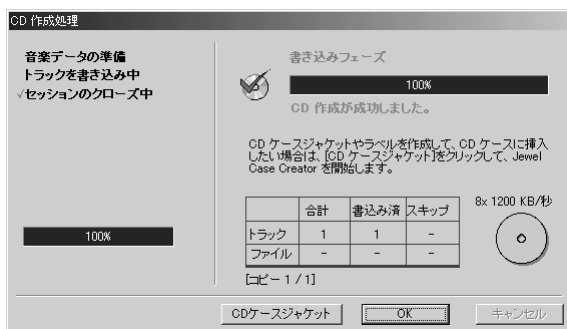 CD 作成処理
音楽データの準備
トラックを書き込み中
✓セッションのクローズ中
100%
書き込みフェーズ
100%
CD 作成が成功しました。
CD ケースジャケットやラベルを作成して、CD ケースに挿入
したい場合は、[CD ケースジャケット]をクリックして、Jewel
Case Creator を開始します。
合計 書込み済 スキップ
トラック 1 1 -
ファイル - - -
[コピー 1 / 1]
8x 1200 KB/秒
CDケースジャケット OK キャンセル